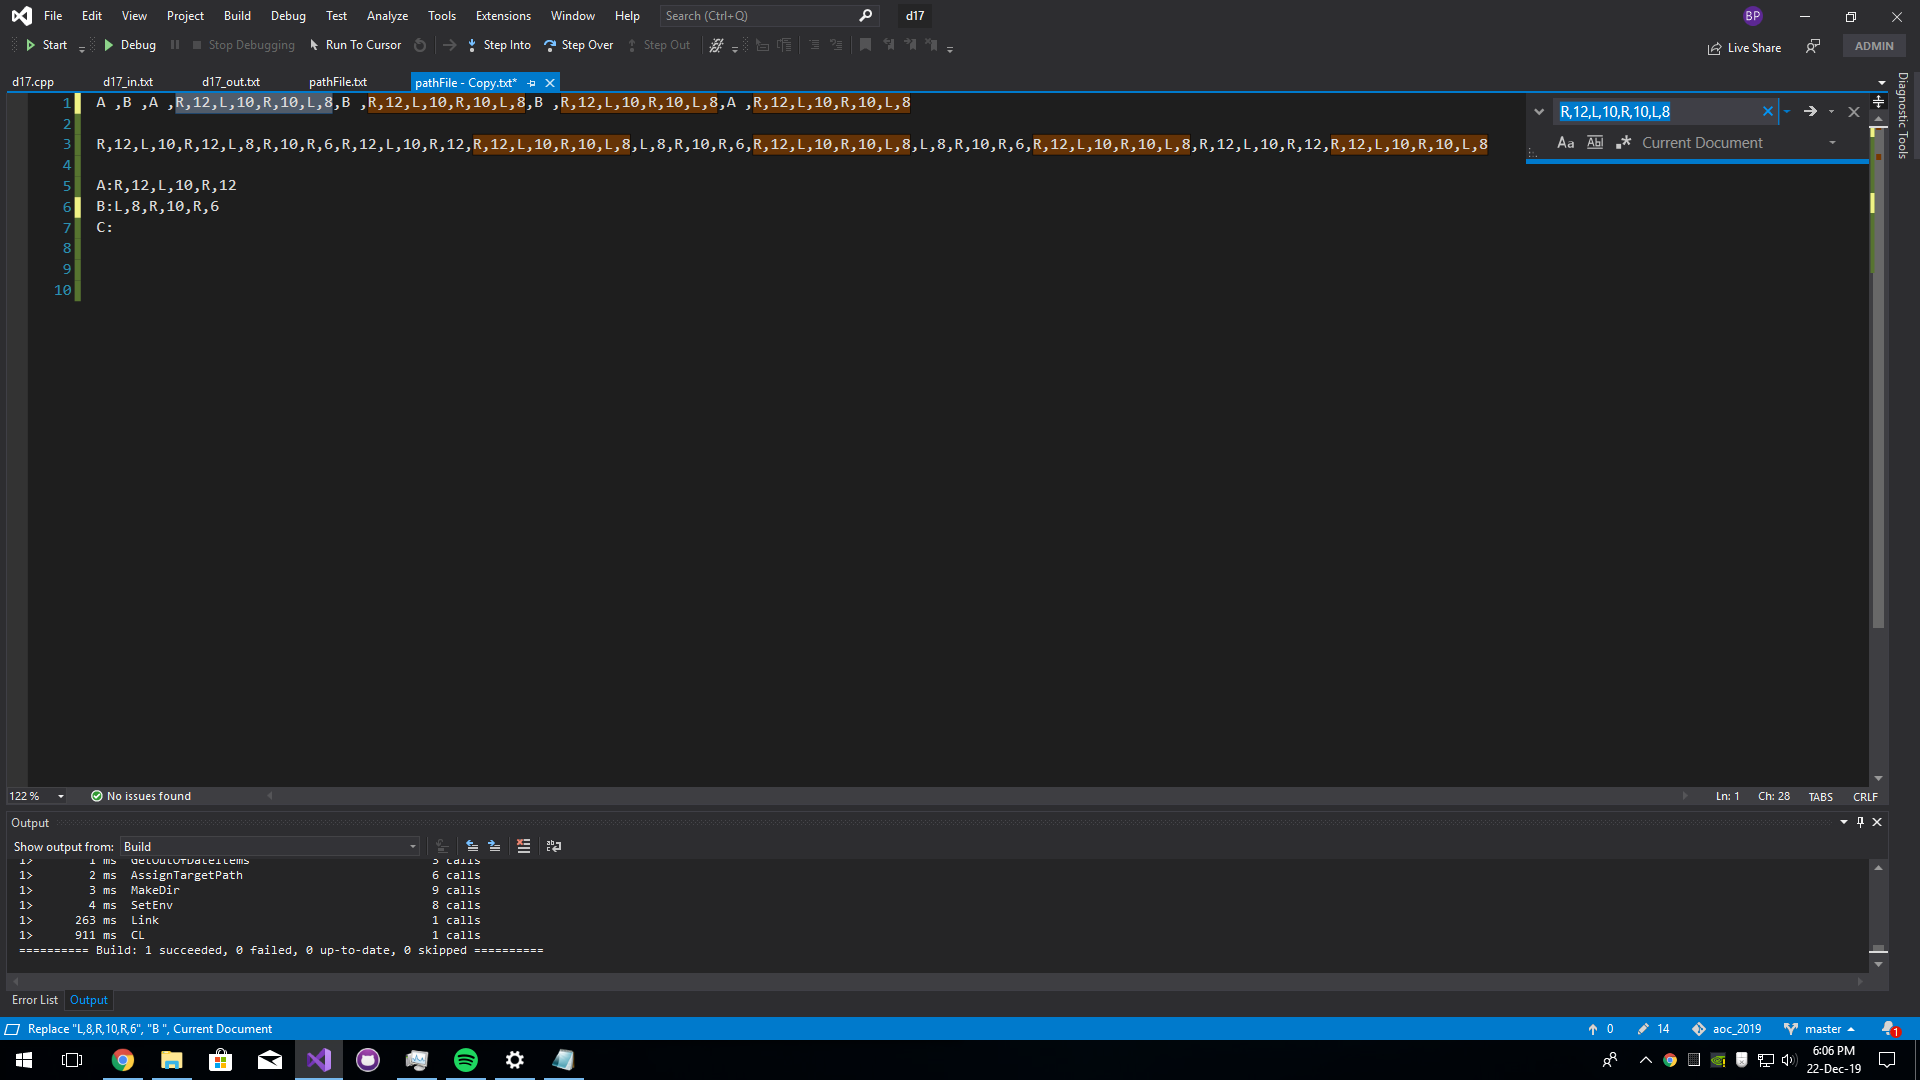 File Edit View Project Build Debug Test Analyze Tools Extensions Window Help Search (Ctrl+Q) d17 BP
Start Debug Stop Debugging Run To Cursor Step Into Step Over Step Out Live Share ADMIN
d17.cpp d17_in.txt d17_out.txt pathFile.txt pathFile - Copy.txt*
1 A ,B ,A ,R,12,L,10,R,10,L,8,B ,R,12,L,10,R,10,L,8,B ,R,12,L,10,R,10,L,8,A ,R,12,L,10,R,10,L,8
2
3 R,12,L,10,R,12,L,8,R,10,R,6,R,12,L,10,R,12,R,12,L,10,R,10,L,8,L,8,R,10,R,6,R,12,L,10,R,10,L,8,L,8,R,10,R,6,R,12,L,10,R,10,L,8,R,12,L,10,R,12,R,12,L,10,R,10,L,8
4
5 A:R,12,L,10,R,12
6 B:L,8,R,10,R,6
7 C:
8
9
10
R,12,L,10,R,10,L,8
Aa Ab Current Document
Diagnostic Tools
122 % No issues found Ln: 1 Ch: 28 TABS CRLF
Output
Show output from: Build
1> 1 ms GetOutOfDateItems 3 calls
1> 2 ms AssignTargetPath 6 calls
1> 3 ms MakeDir 9 calls
1> 4 ms SetEnv 8 calls
1> 263 ms Link 1 calls
1> 911 ms CL 1 calls
========== Build: 1 succeeded, 0 failed, 0 up-to-date, 0 skipped ==========
Error List Output
Replace "L,8,R,10,R,6", "B ", Current Document 0 14 aoc_2019 master 1
6:06 PM
22-Dec-19